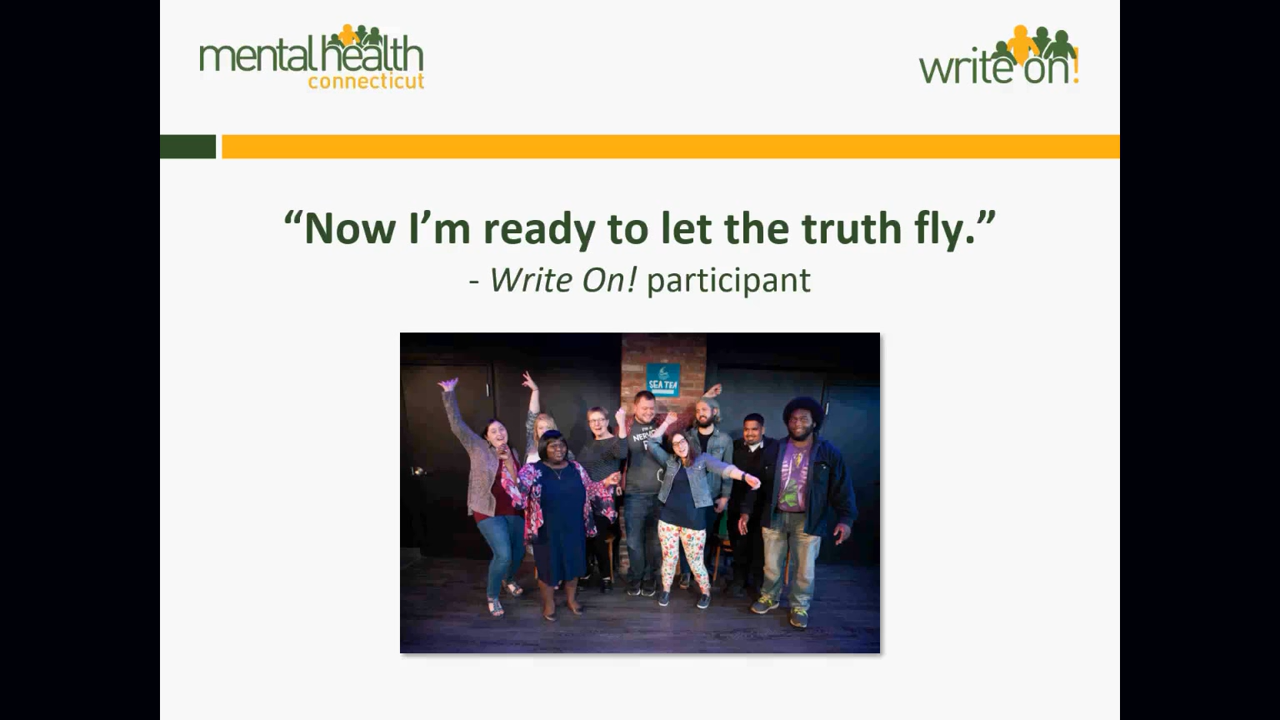 mental health
connecticut
write on!
“Now I’m ready to let the truth fly.”
- Write On! participant
SEA TEA